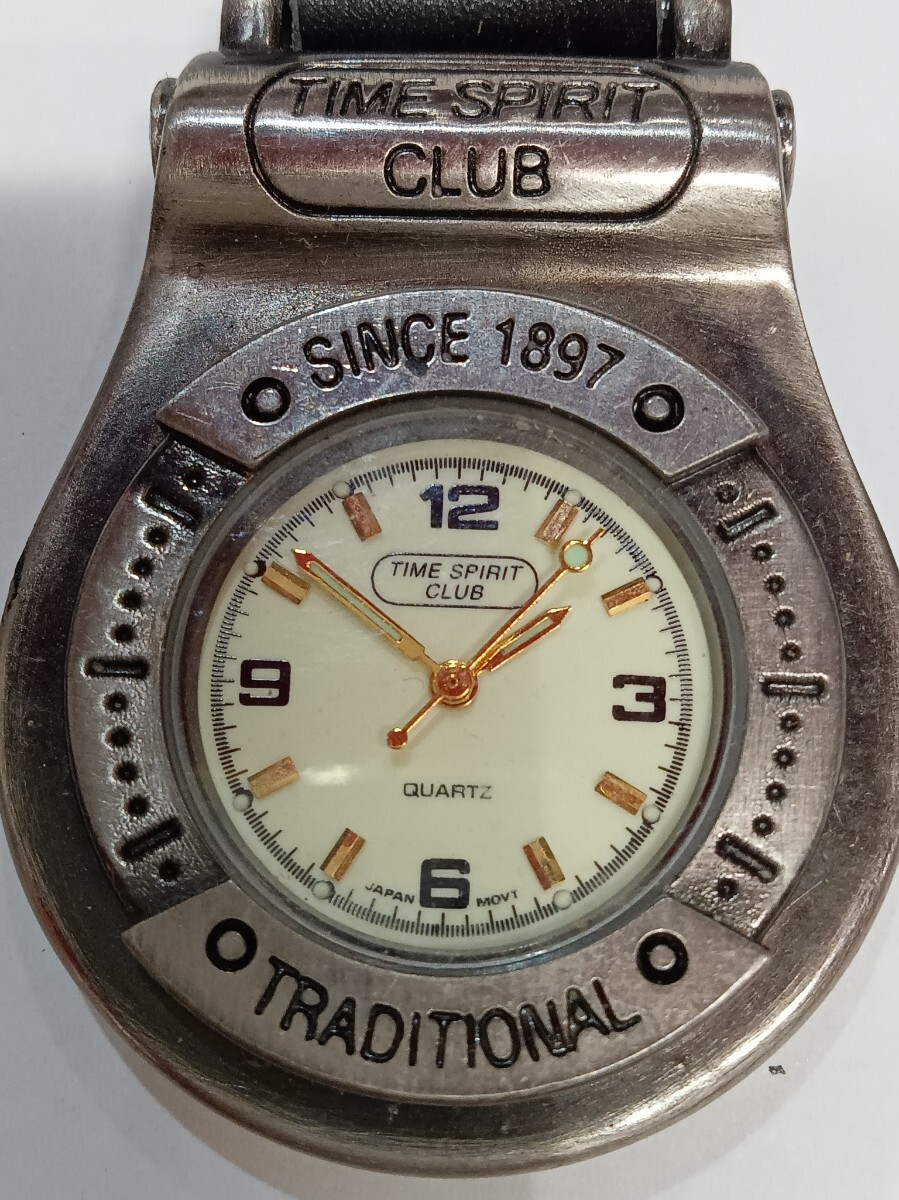 TIME SPIRIT
CLUB
SINCE 1897
12
TIME SPIRIT
CLUB
9
3
QUARTZ
6
JAPAN MOVT
TRADITIONAL